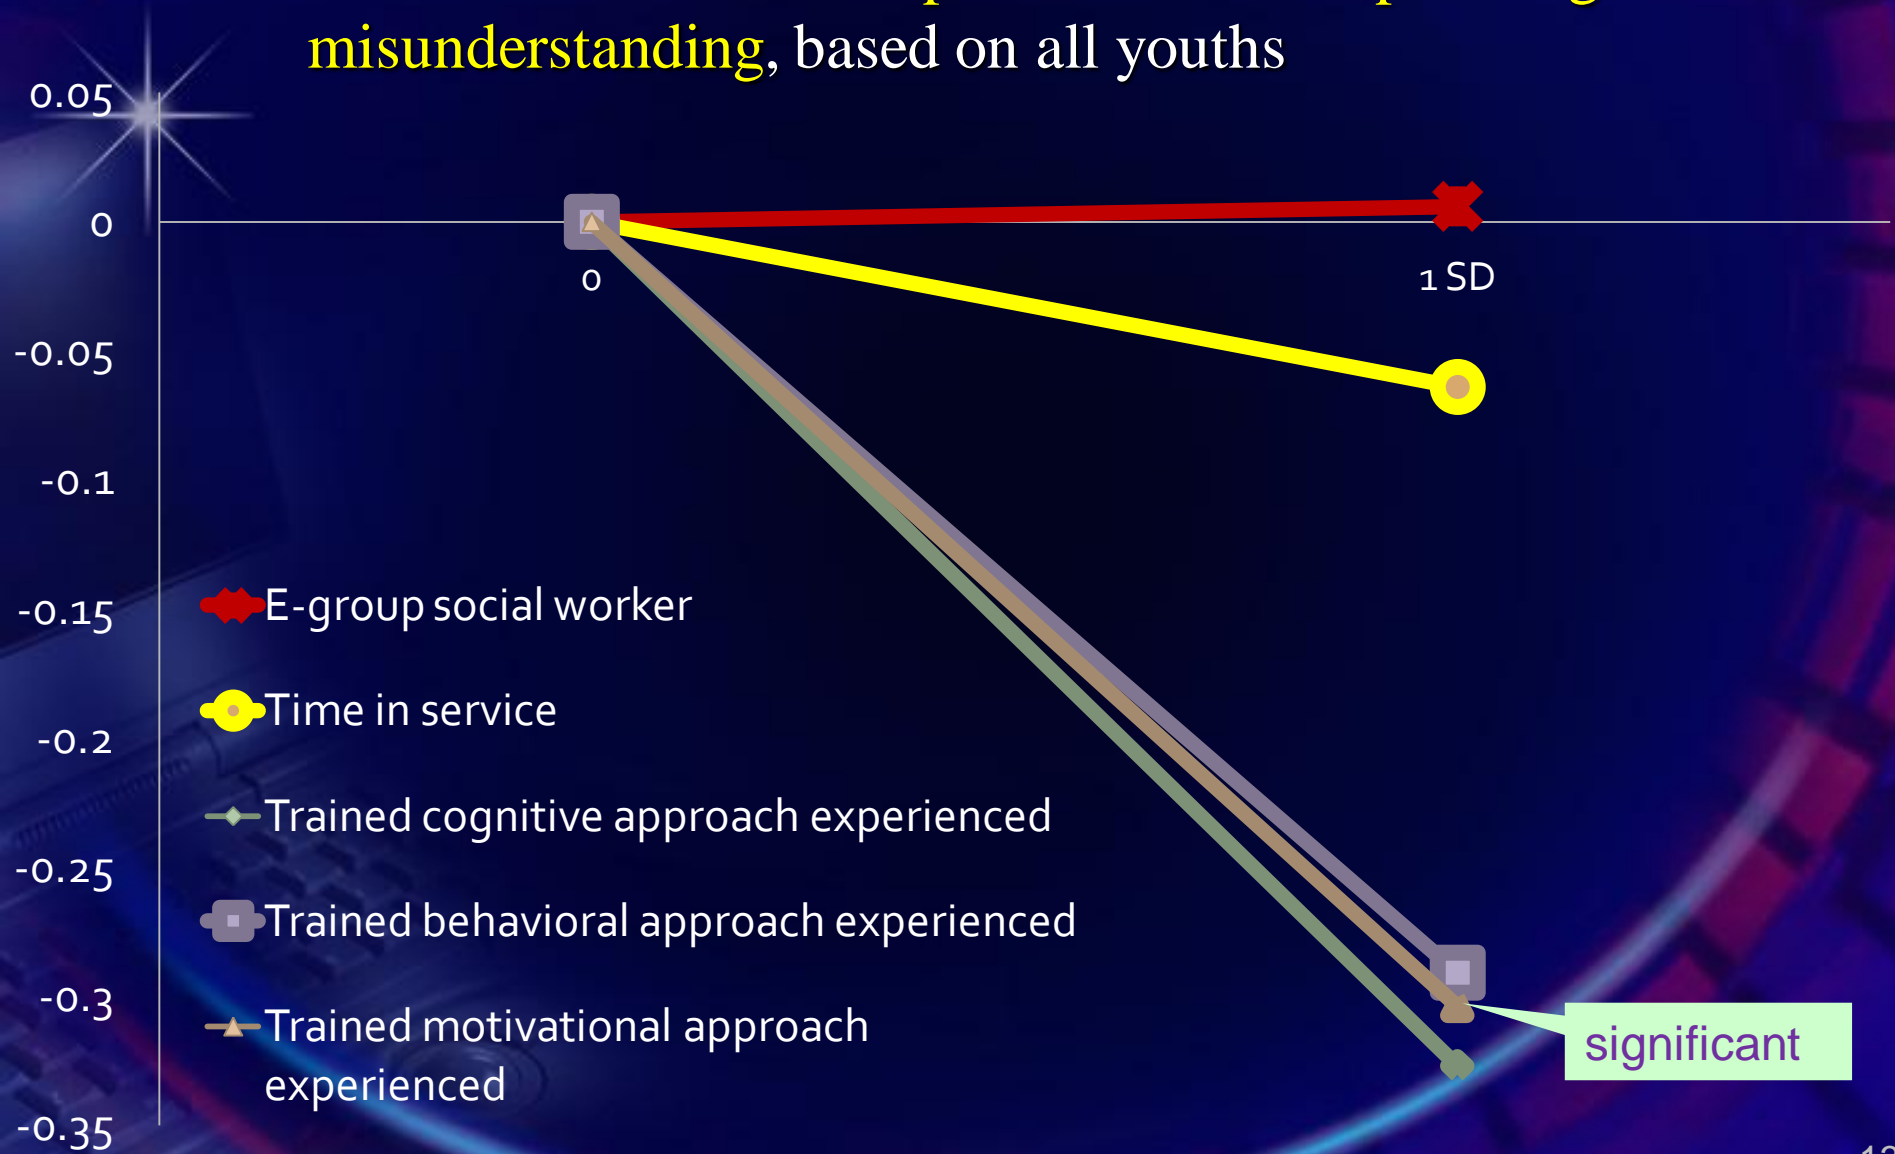 misunderstanding, based on all youths
0.05
0
-0.05
-0.1
-0.15
-0.2
-0.25
-0.3
-0.35
0
1 SD
E-group social worker
Time in service
Trained cognitive approach experienced
Trained behavioral approach experienced
Trained motivational approach
experienced
significant